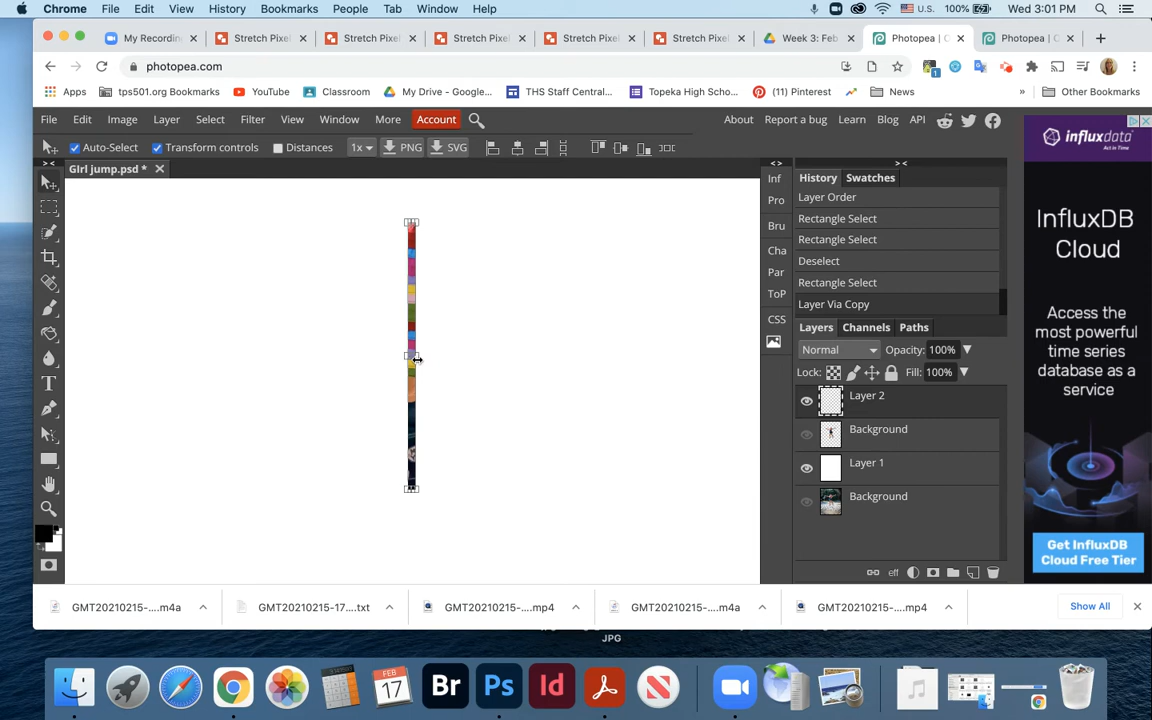 Chrome File Edit View History Bookmarks People Tab Window Help U.S. 100% Wed 3:01 PM
My Recording Stretch Pixel Stretch Pixel Stretch Pixel Stretch Pixel Stretch Pixel Week 3: Feb Photopea | O Photopea | O
photopea.com
Apps tps501.org Bookmarks YouTube Classroom My Drive – Google... THS Staff Central... Topeka High Scho... (11) Pinterest News » Other Bookmarks
File Edit Image Layer Select Filter View Window More Account About Report a bug Learn Blog API
Auto-Select Transform controls Distances 1x PNG SVG
Girl jump.psd *
Inf
Pro
Bru
Cha
Par
ToP
CSS
History Swatches
Layer Order
Rectangle Select
Rectangle Select
Deselect
Rectangle Select
Layer Via Copy
Layers Channels Paths
Normal Opacity: 100%
Lock: Fill: 100%
Layer 2
Background
Layer 1
Background
eff
influxdata
InfluxDB
Cloud
Access the
most powerful
time series
database as a
service
Get InfluxDB
Cloud Free Tier
GMT20210215-....m4a GMT20210215-17....txt GMT20210215-....mp4 GMT20210215-....m4a GMT20210215-....mp4 Show All
JPG
FEB
17
Br Ps Id